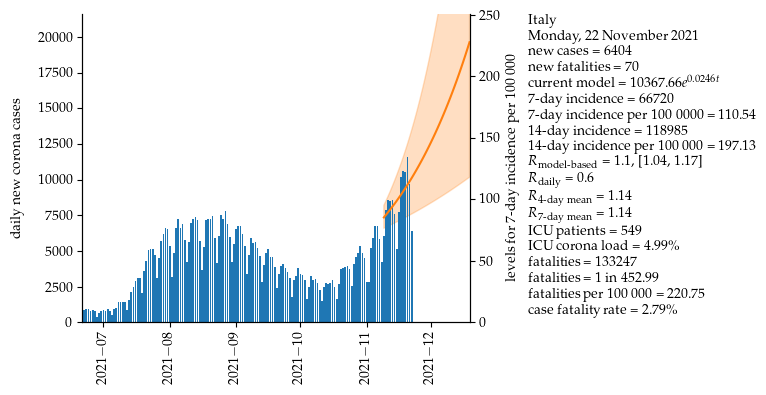 daily new corona cases
20000
17500
15000
12500
10000
7500
5000
2500
0
2021−07
2021−08
2021−09
2021−10
2021−11
2021−12
250
200
150
100
50
0
levels for 7-day incidence per 100 000
Italy
Monday, 22 November 2021
new cases = 6404
new fatalities = 70
current model = 10367.66e^0.0246t
7-day incidence = 66720
7-day incidence per 100 0000 = 110.54
14-day incidence = 118985
14-day incidence per 100 000 = 197.13
R model-based = 1.1, [1.04, 1.17]
R daily = 0.6
R 4-day mean = 1.14
R 7-day mean = 1.14
ICU patients = 549
ICU corona load = 4.99%
fatalities = 133247
fatalities = 1 in 452.99
fatalities per 100 000 = 220.75
case fatality rate = 2.79%